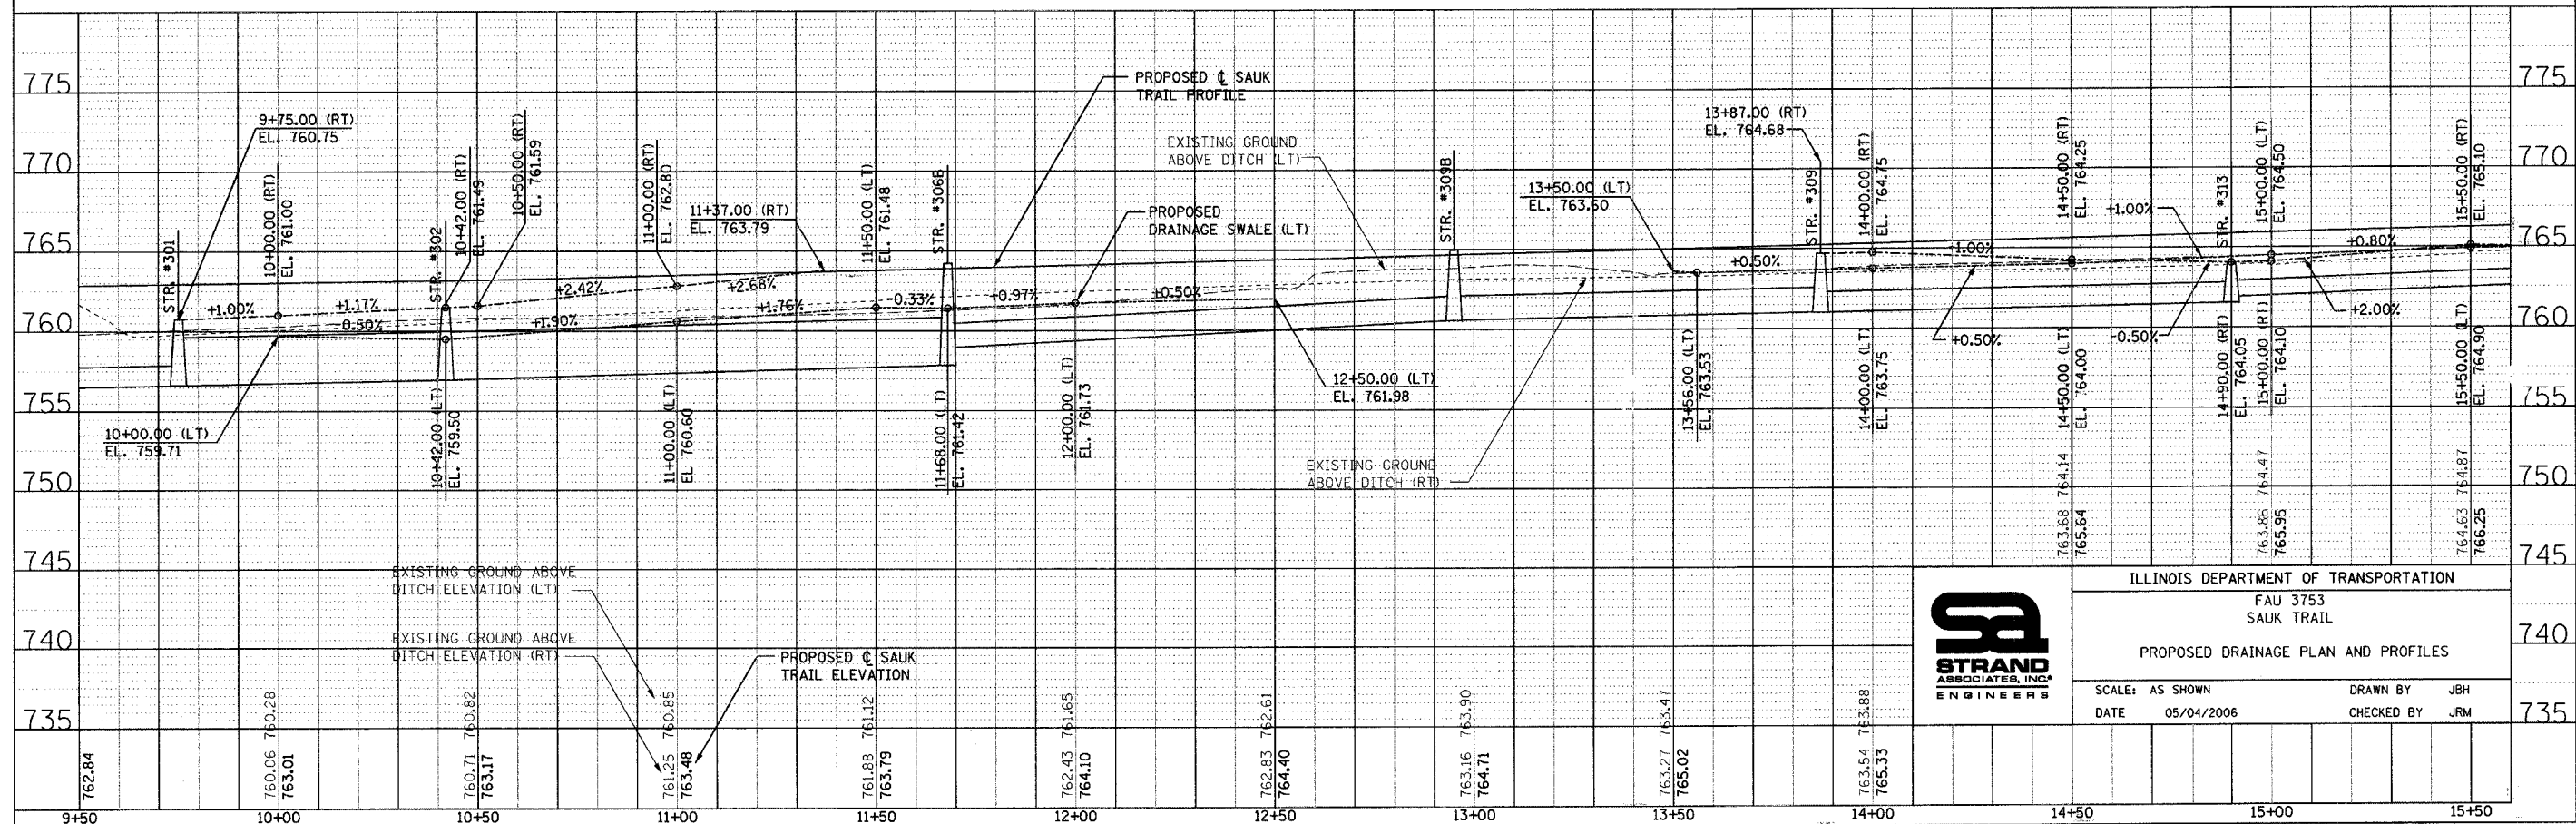 775
770
765
760
755
750
745
740
735
775
770
765
760
755
750
745
740
735
9+75.00 (RT)
EL. 760.75
STR. #301
10+00.00 (RT)
EL. 761.00
10+00.00 (LT)
EL. 759.71
STR. #302
10+42.00 (RT)
EL. 761.49
10+50.00 (RT)
EL. 761.59
10+42.00 (LT)
EL. 759.50
11+00.00 (RT)
EL. 762.80
11+00.00 (LT)
EL 760.60
11+37.00 (RT)
EL. 763.79
11+50.00 (LT)
EL. 761.48
STR. #306B
11+68.00 (LT)
EL. 761.42
PROPOSED ℄ SAUK
TRAIL PROFILE
EXISTING GROUND
ABOVE DITCH (LT)
PROPOSED
DRAINAGE SWALE (LT)
12+00.00 (LT)
EL. 761.73
12+50.00 (LT)
EL. 761.98
EXISTING GROUND
ABOVE DITCH (RT)
STR. #309B
13+50.00 (LT)
EL. 763.60
13+56.00 (LT)
EL. 763.53
13+87.00 (RT)
EL. 764.68
STR. #309
14+00.00 (RT)
EL. 764.75
14+00.00 (LT)
EL. 763.75
14+50.00 (RT)
EL. 764.25
14+50.00 (LT)
EL. 764.00
STR. #313
14+90.00 (RT)
EL. 764.05
15+00.00 (LT)
EL. 764.50
15+00.00 (RT)
EL. 764.10
15+50.00 (RT)
EL. 765.10
15+50.00 (LT)
EL. 764.90
+1.00%
+1.17%
-0.50%
+2.42%
+1.90%
+2.68%
+1.76%
-0.33%
+0.97%
+0.50%
+0.50%
-1.00%
+0.50%
+1.00%
-0.50%
+0.80%
+2.00%
EXISTING GROUND ABOVE
DITCH ELEVATION (LT)
EXISTING GROUND ABOVE
DITCH ELEVATION (RT)
PROPOSED ℄ SAUK
TRAIL ELEVATION
762.84
760.06 760.28
763.01
760.71 760.82
763.17
761.25 760.85
763.48
761.88 761.12
763.79
762.43 761.65
764.10
762.83 762.61
764.40
763.16 763.90
764.71
763.27 763.47
765.02
763.54 763.88
765.33
763.68 764.14
765.64
763.86 764.47
765.95
764.63 764.87
766.25
9+50
10+00
10+50
11+00
11+50
12+00
12+50
13+00
13+50
14+00
14+50
15+00
15+50
sa
STRAND
ASSOCIATES, INC.®
ENGINEERS
ILLINOIS DEPARTMENT OF TRANSPORTATION
FAU 3753
SAUK TRAIL
PROPOSED DRAINAGE PLAN AND PROFILES
SCALE: AS SHOWN
DRAWN BY JBH
DATE 05/04/2006
CHECKED BY JRM